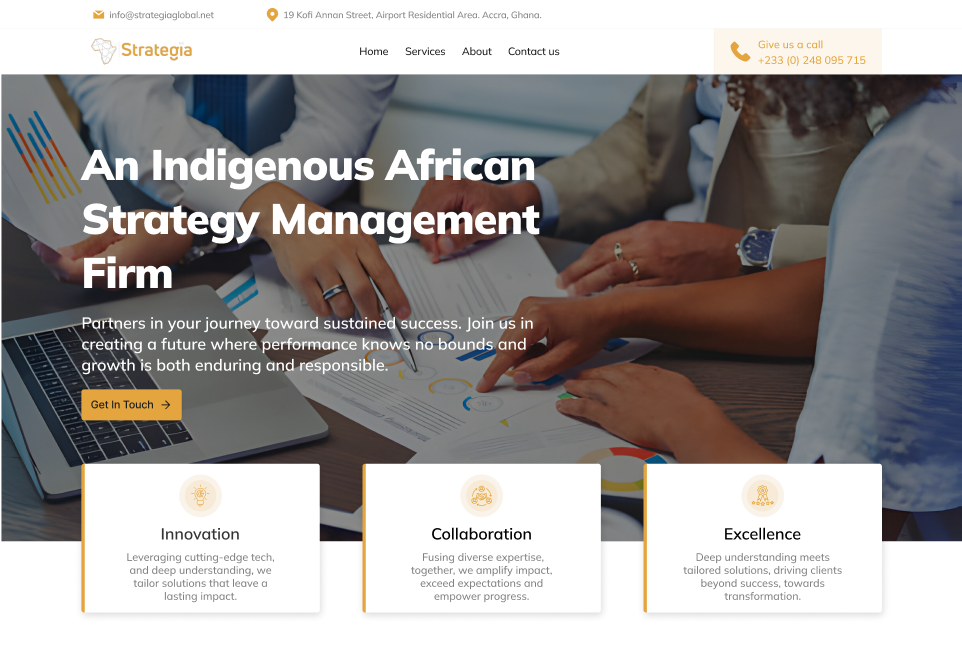 info@strategiaglobal.net
19 Kofi Annan Street, Airport Residential Area. Accra, Ghana.
Strategia
Home Services About Contact us
Give us a call
+233 (0) 248 095 715
An Indigenous African
Strategy Management
Firm
Partners in your journey toward sustained success. Join us in
creating a future where performance knows no bounds and
growth is both enduring and responsible.
Get In Touch →
Innovation
Leveraging cutting-edge tech,
and deep understanding, we
tailor solutions that leave a
lasting impact.
Collaboration
Fusing diverse expertise,
together, we amplify impact,
exceed expectations and
empower progress.
Excellence
Deep understanding meets
tailored solutions, driving clients
beyond success, towards
transformation.